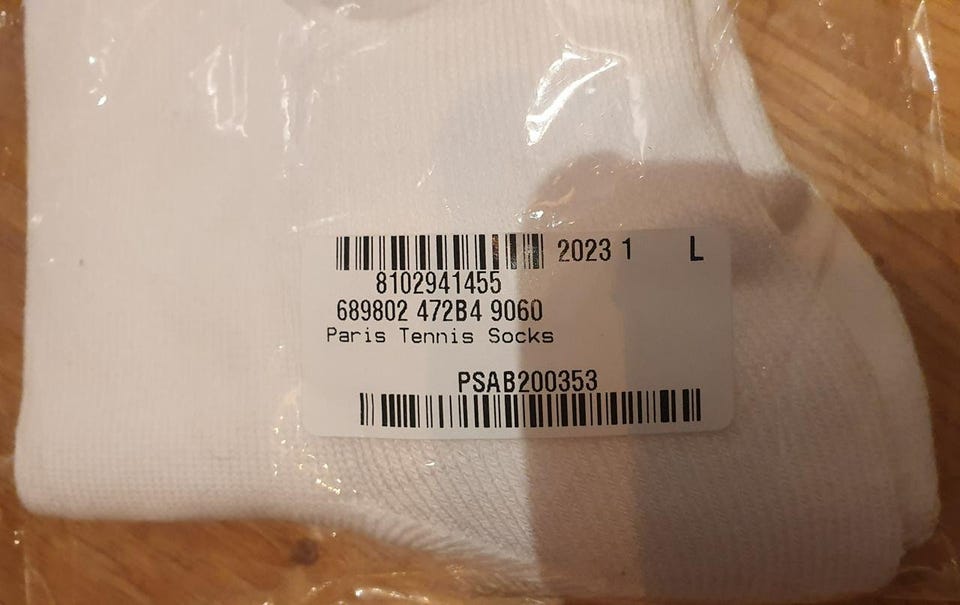 2023 1 L
8102941455
689802 472B4 9060
Paris Tennis Socks
PSAB200353